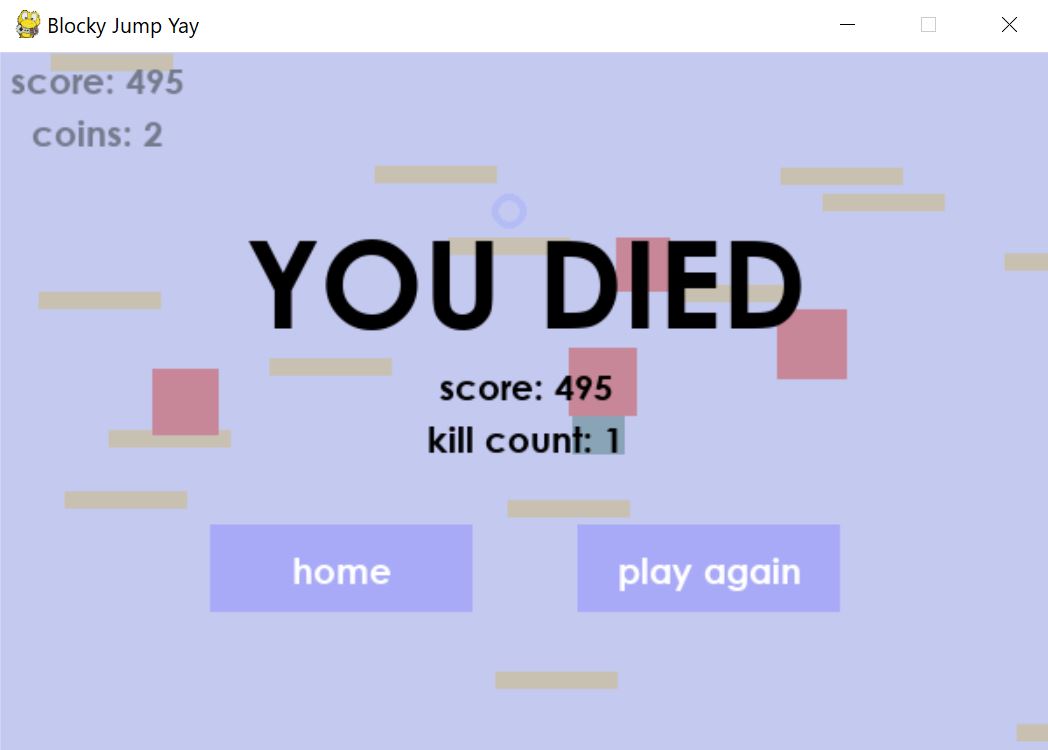 Blocky Jump Yay
score: 495
coins: 2
YOU DIED
score: 495
kill count: 1
home
play again